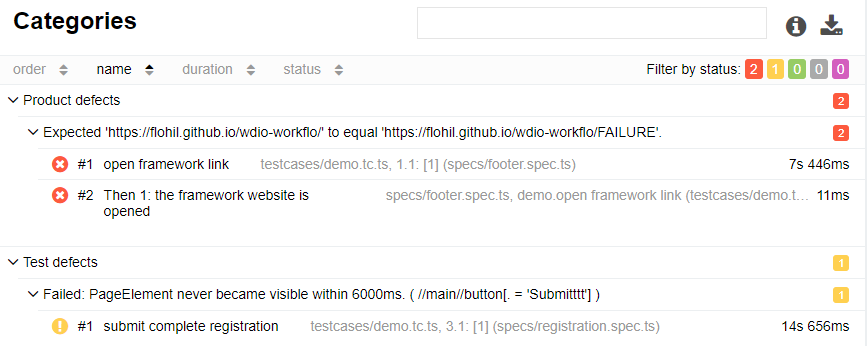 Categories
order name duration status Filter by status: 2 1 0 0 0
Product defects 2
Expected 'https://flohil.github.io/wdio-workflo/' to equal 'https://flohil.github.io/wdio-workflo/FAILURE'. 2
#1 open framework link testcases/demo.tc.ts, 1.1: [1] (specs/footer.spec.ts) 7s 446ms
#2 Then 1: the framework website is specs/footer.spec.ts, demo.open framework link (testcases/demo.t… 11ms
opened
Test defects 1
Failed: PageElement never became visible within 6000ms. ( //main//button[. = 'Submitttt'] ) 1
#1 submit complete registration testcases/demo.tc.ts, 3.1: [1] (specs/registration.spec.ts) 14s 656ms